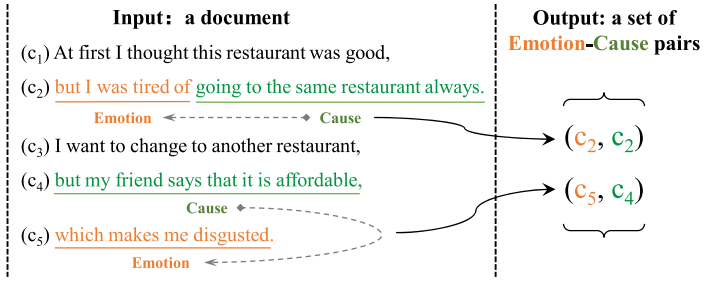 Input: a document
(c1) At first I thought this restaurant was good,
(c2) but I was tired of going to the same restaurant always.
Emotion Cause
(c3) I want to change to another restaurant,
(c4) but my friend says that it is affordable,
Cause
(c5) which makes me disgusted.
Emotion
Output: a set of
Emotion-Cause pairs
(c2, c2)
(c5, c4)